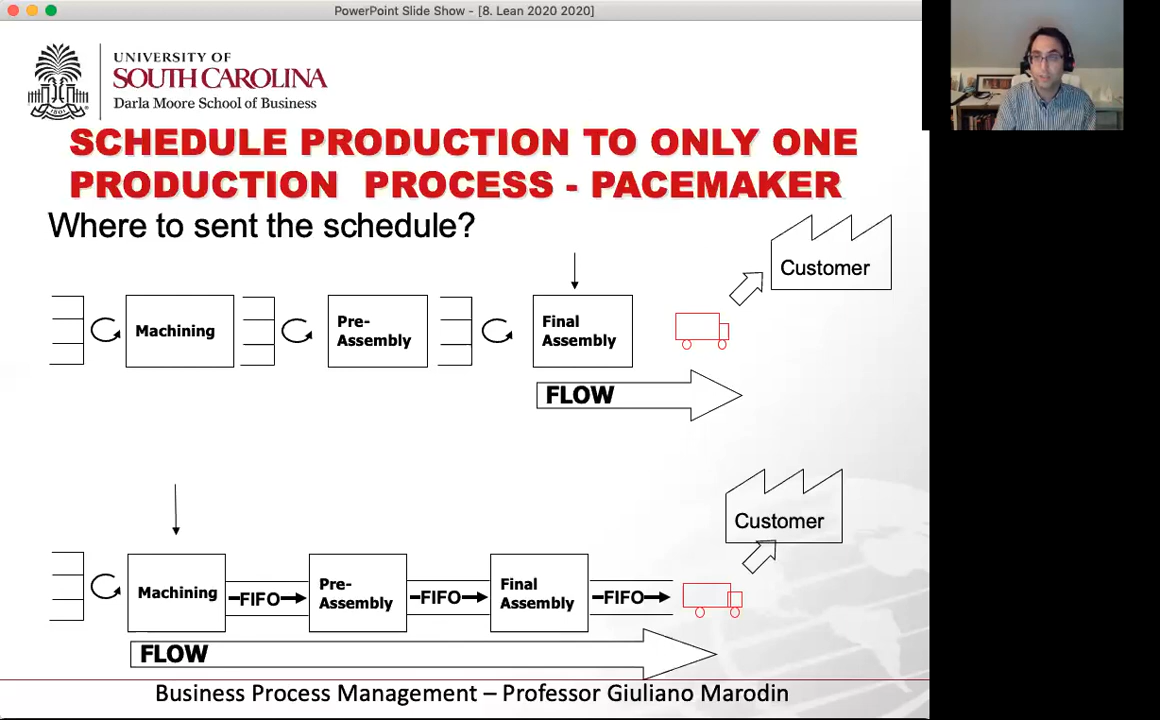 PowerPoint Slide Show - [8. Lean 2020 2020]
UNIVERSITY OF
SOUTH CAROLINA
Darla Moore School of Business
1801
SCHEDULE PRODUCTION TO ONLY ONE
PRODUCTION PROCESS - PACEMAKER
Where to sent the schedule?
Customer
Machining
Pre-
Assembly
Final
Assembly
FLOW
Customer
Machining
FIFO
Pre-
Assembly
FIFO
Final
Assembly
FIFO
FLOW
Business Process Management – Professor Giuliano Marodin